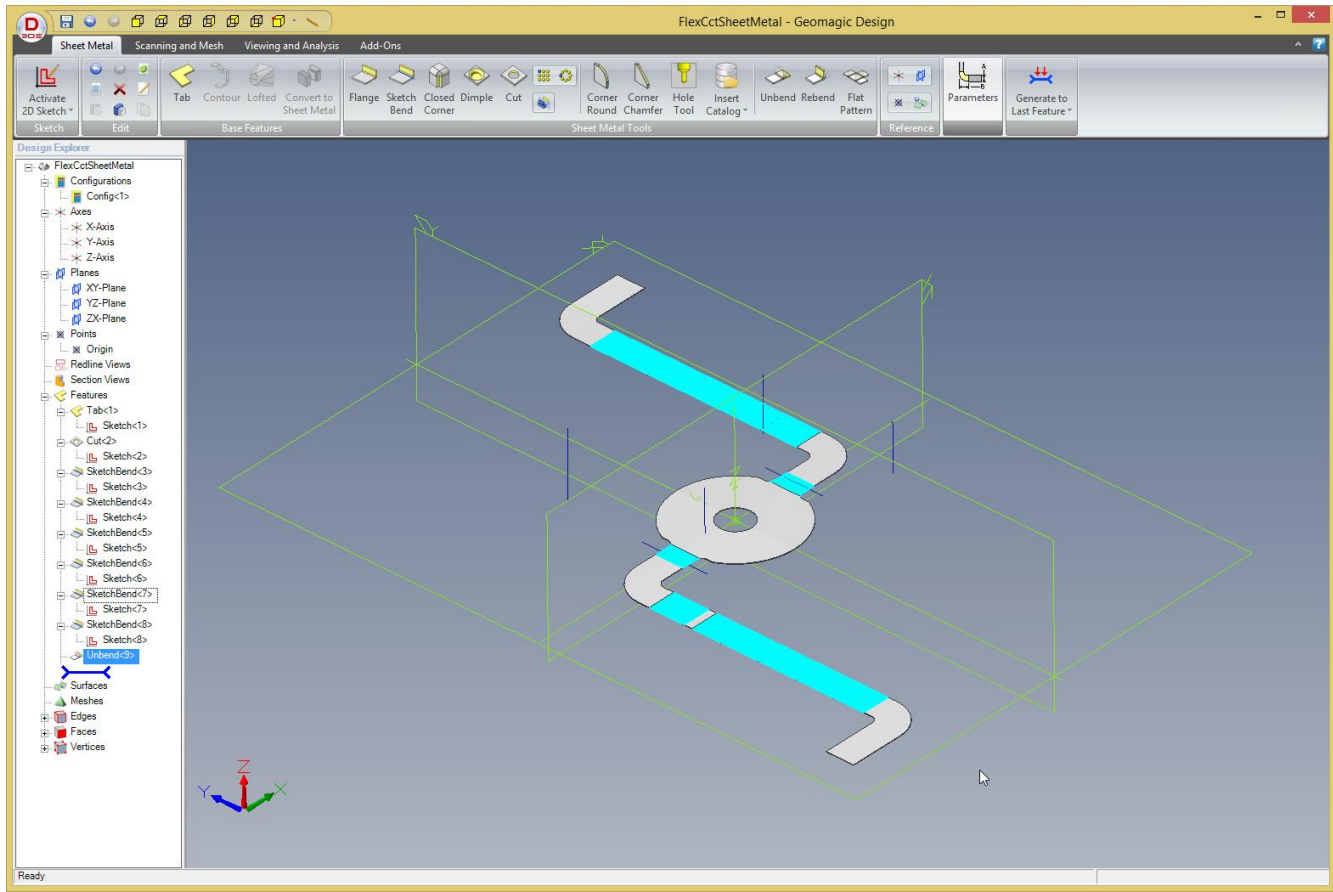 FlexCctSheetMetal - Geomagic Design
D
BDS
Sheet Metal Scanning and Mesh Viewing and Analysis Add-Ons
Activate
2D Sketch
Tab Contour Lofted Convert to
Sheet Metal
Flange Sketch
Bend Closed
Corner Dimple Cut
Corner
Round Corner
Chamfer Hole
Tool Insert
Catalog
Unbend Rebend Flat
Pattern
Parameters
Generate to
Last Feature
Sketch Edit Base Features Sheet Metal Tools Reference
Design Explorer
FlexCctSheetMetal
Configurations
Config<1>
Axes
X-Axis
Y-Axis
Z-Axis
Planes
XY-Plane
YZ-Plane
ZX-Plane
Points
Origin
Redline Views
Section Views
Features
Tab<1>
Sketch<1>
Cut<2>
Sketch<2>
SketchBend<3>
Sketch<3>
SketchBend<4>
Sketch<4>
SketchBend<5>
Sketch<5>
SketchBend<6>
Sketch<6>
SketchBend<7>
Sketch<7>
SketchBend<8>
Sketch<8>
Unbend<9>
Surfaces
Meshes
Edges
Faces
Vertices
Z
Y X
Ready